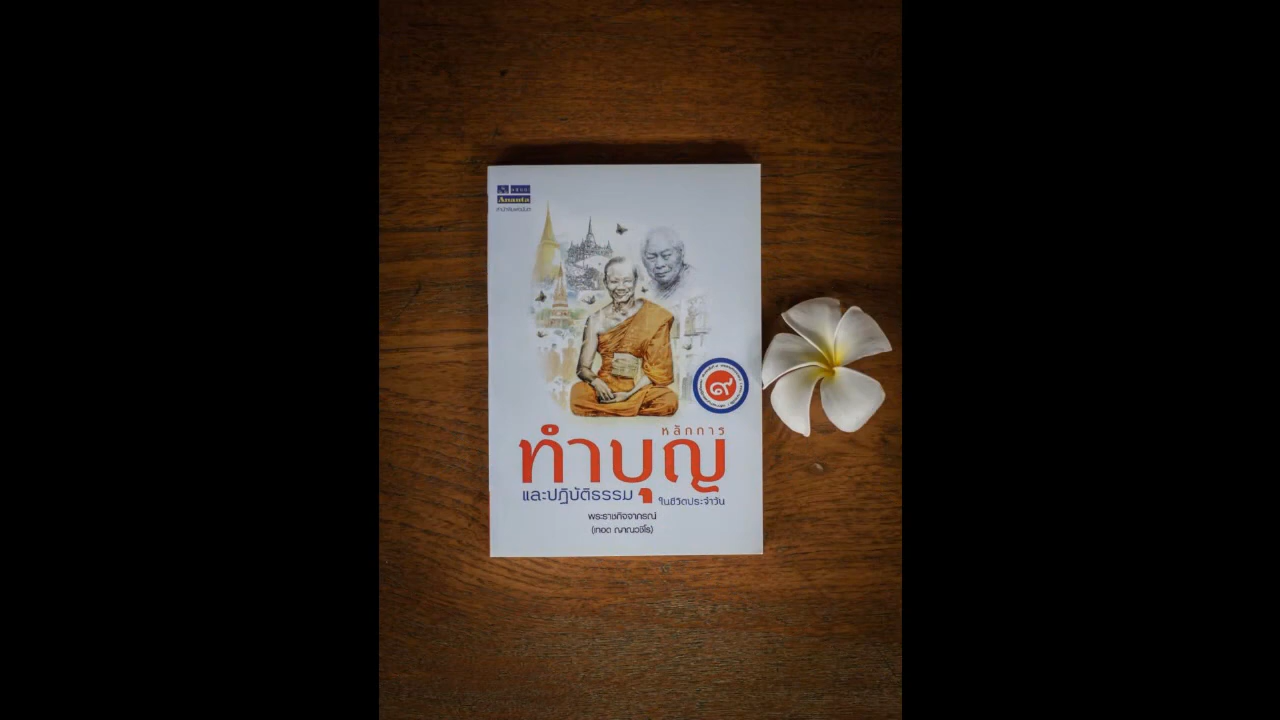 Ananta
หลักการ
ทำบุญ
และปฏิบัติธรรม
ในชีวิตประจำวัน
พระราชกิจจาภรณ์
(เทอด ญาณวชิโร)
๙